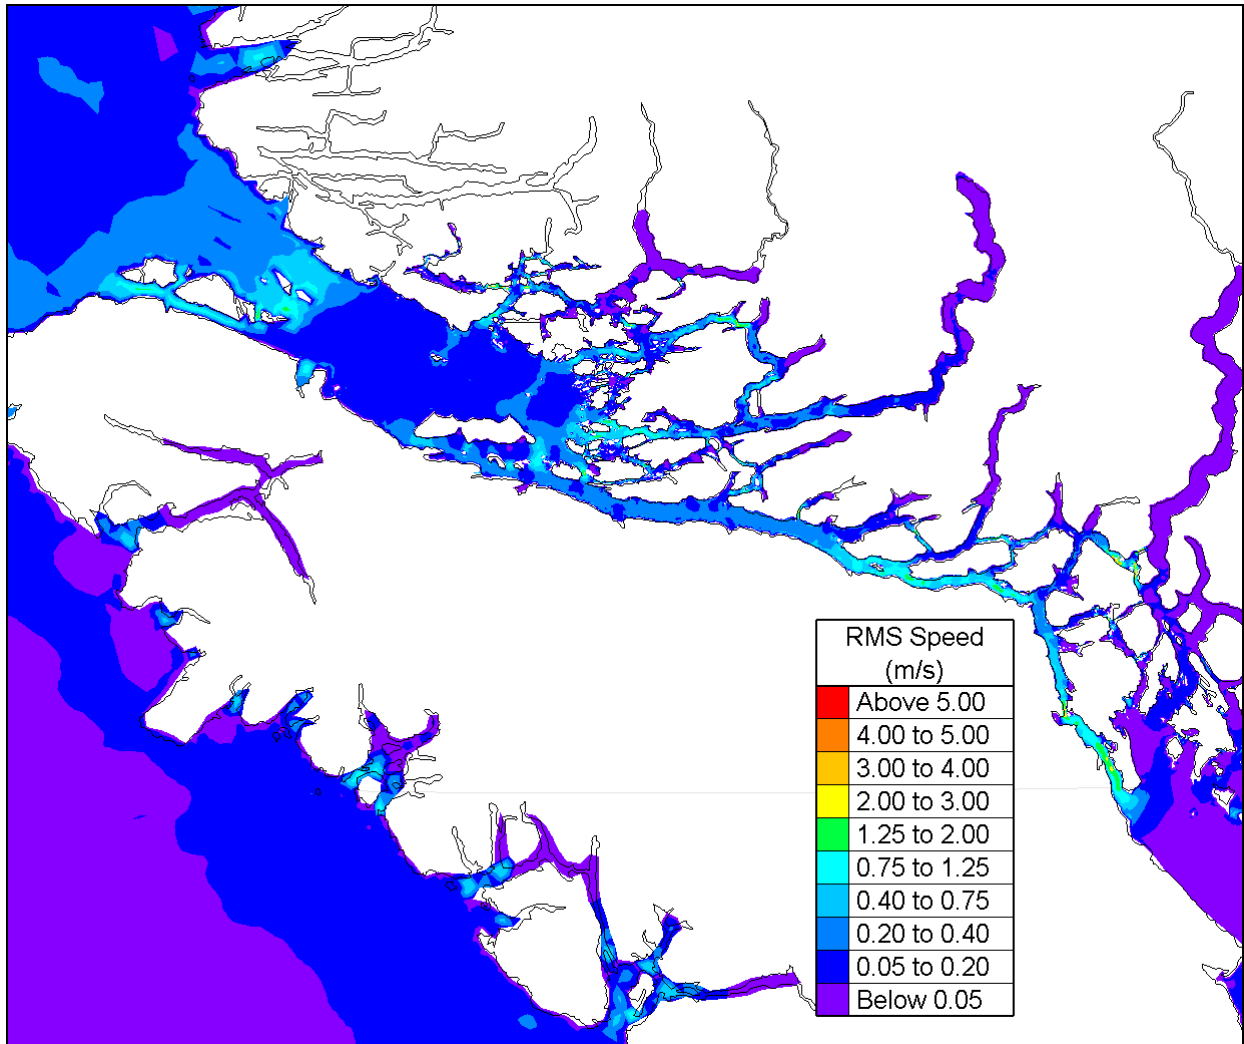 RMS Speed
(m/s)
Above 5.00
4.00 to 5.00
3.00 to 4.00
2.00 to 3.00
1.25 to 2.00
0.75 to 1.25
0.40 to 0.75
0.20 to 0.40
0.05 to 0.20
Below 0.05